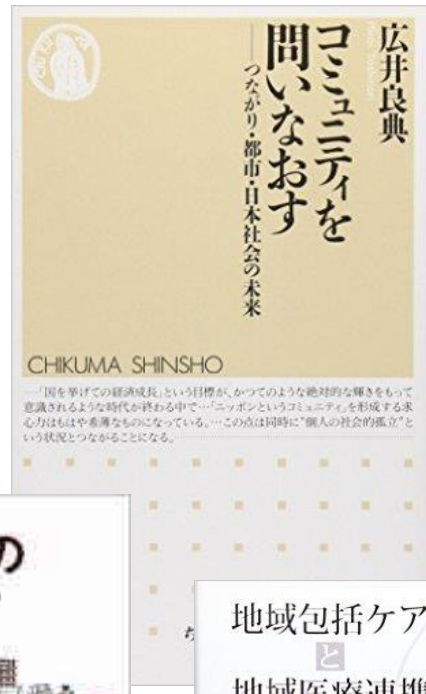 広井良典
コミュニティを
問いなおす
——つながり・都市・日本社会の未来
CHIKUMA SHINSHO
…「国を挙げての経済成長」という目標が、かつてのような絶対的な輝きをもって
意識されるような時代が終わる中で…「ニッポンというコミュニティ」を形成する求
心力はもはや希薄なものになっている。…この点は同時に“個人の社会的孤立”と
いう状況とつながることになる。
の
地域包括ケア
と
地域医療連携